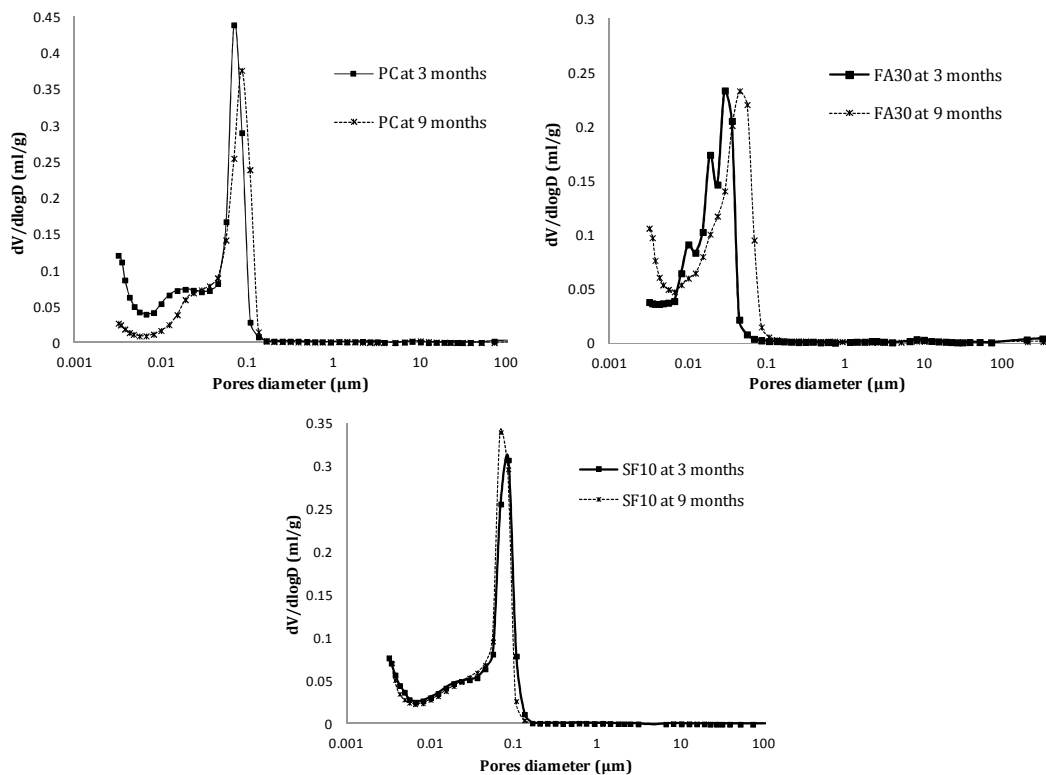 0.45
0.4
0.35
0.3
0.25
0.2
0.15
0.1
0.05
0
dV/dlogD (ml/g)
0.001 0.01 0.1 1 10 100
Pores diameter (µm)
PC at 3 months
PC at 9 months
0.3
0.25
0.2
0.15
0.1
0.05
0
dV/dlogD (ml/g)
0.001 0.01 0.1 1 10 100
Pores diameter (µm)
FA30 at 3 months
FA30 at 9 months
0.35
0.3
0.25
0.2
0.15
0.1
0.05
0
dV/dlogD (ml/g)
0.001 0.01 0.1 1 10 100
Pores diameter (µm)
SF10 at 3 months
SF10 at 9 months